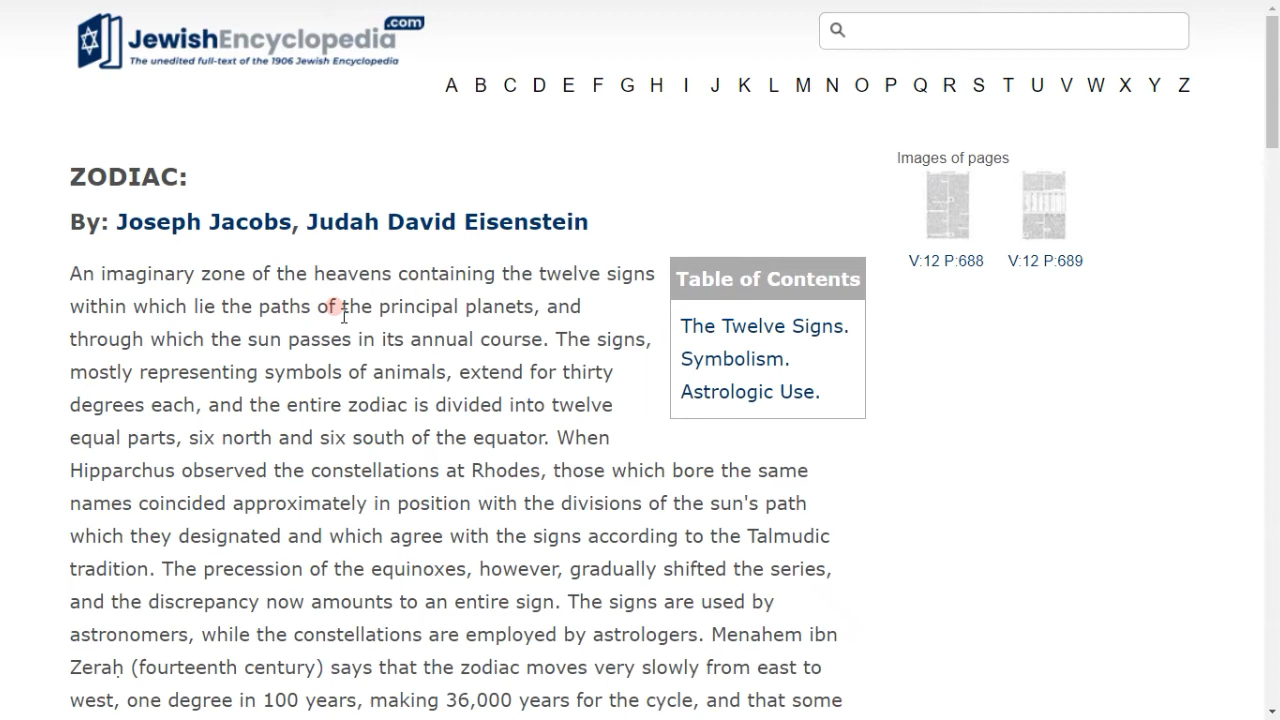 JewishEncyclopedia.com
The unedited full-text of the 1906 Jewish Encyclopedia
A B C D E F G H I J K L M N O P Q R S T U V W X Y Z
ZODIAC:
By: Joseph Jacobs, Judah David Eisenstein
An imaginary zone of the heavens containing the twelve signs
within which lie the paths of the principal planets, and
through which the sun passes in its annual course. The signs,
mostly representing symbols of animals, extend for thirty
degrees each, and the entire zodiac is divided into twelve
equal parts, six north and six south of the equator. When
Hipparchus observed the constellations at Rhodes, those which bore the same
names coincided approximately in position with the divisions of the sun's path
which they designated and which agree with the signs according to the Talmudic
tradition. The precession of the equinoxes, however, gradually shifted the series,
and the discrepancy now amounts to an entire sign. The signs are used by
astronomers, while the constellations are employed by astrologers. Menahem ibn
Zeraḥ (fourteenth century) says that the zodiac moves very slowly from east to
west, one degree in 100 years, making 36,000 years for the cycle, and that some
Table of Contents
The Twelve Signs.
Symbolism.
Astrologic Use.
Images of pages
V:12 P:688 V:12 P:689